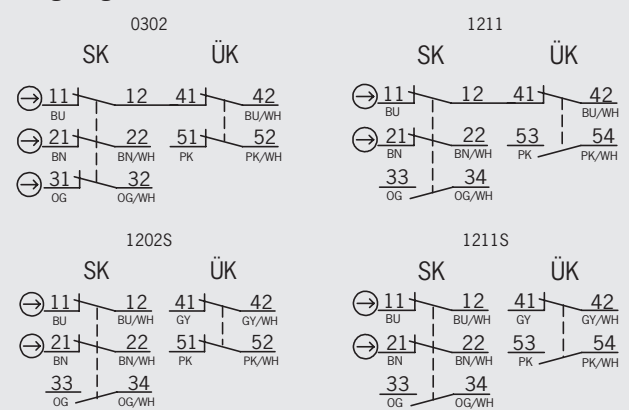 0302
SK ÜK
11 12 41 42
BU BU/WH
21 22 51 52
BN BN/WH PK PK/WH
31 32
OG OG/WH
1211
SK ÜK
11 12 41 42
BU BU/WH
21 22 53 54
BN BN/WH PK PK/WH
33 34
OG OG/WH
1202S
SK ÜK
11 12 41 42
BU BU/WH GY GY/WH
21 22 51 52
BN BN/WH PK PK/WH
33 34
OG OG/WH
1211S
SK ÜK
11 12 41 42
BU BU/WH GY GY/WH
21 22 53 54
BN BN/WH PK PK/WH
33 34
OG OG/WH